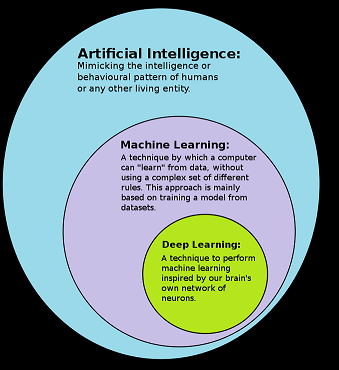 Artificial Intelligence:
Mimicking the intelligence or
behavioural pattern of humans
or any other living entity.
Machine Learning:
A technique by which a computer
can "learn" from data, without
using a complex set of different
rules. This approach is mainly
based on training a model from
datasets.
Deep Learning:
A technique to perform
machine learning
inspired by our brain's
own network of
neurons.